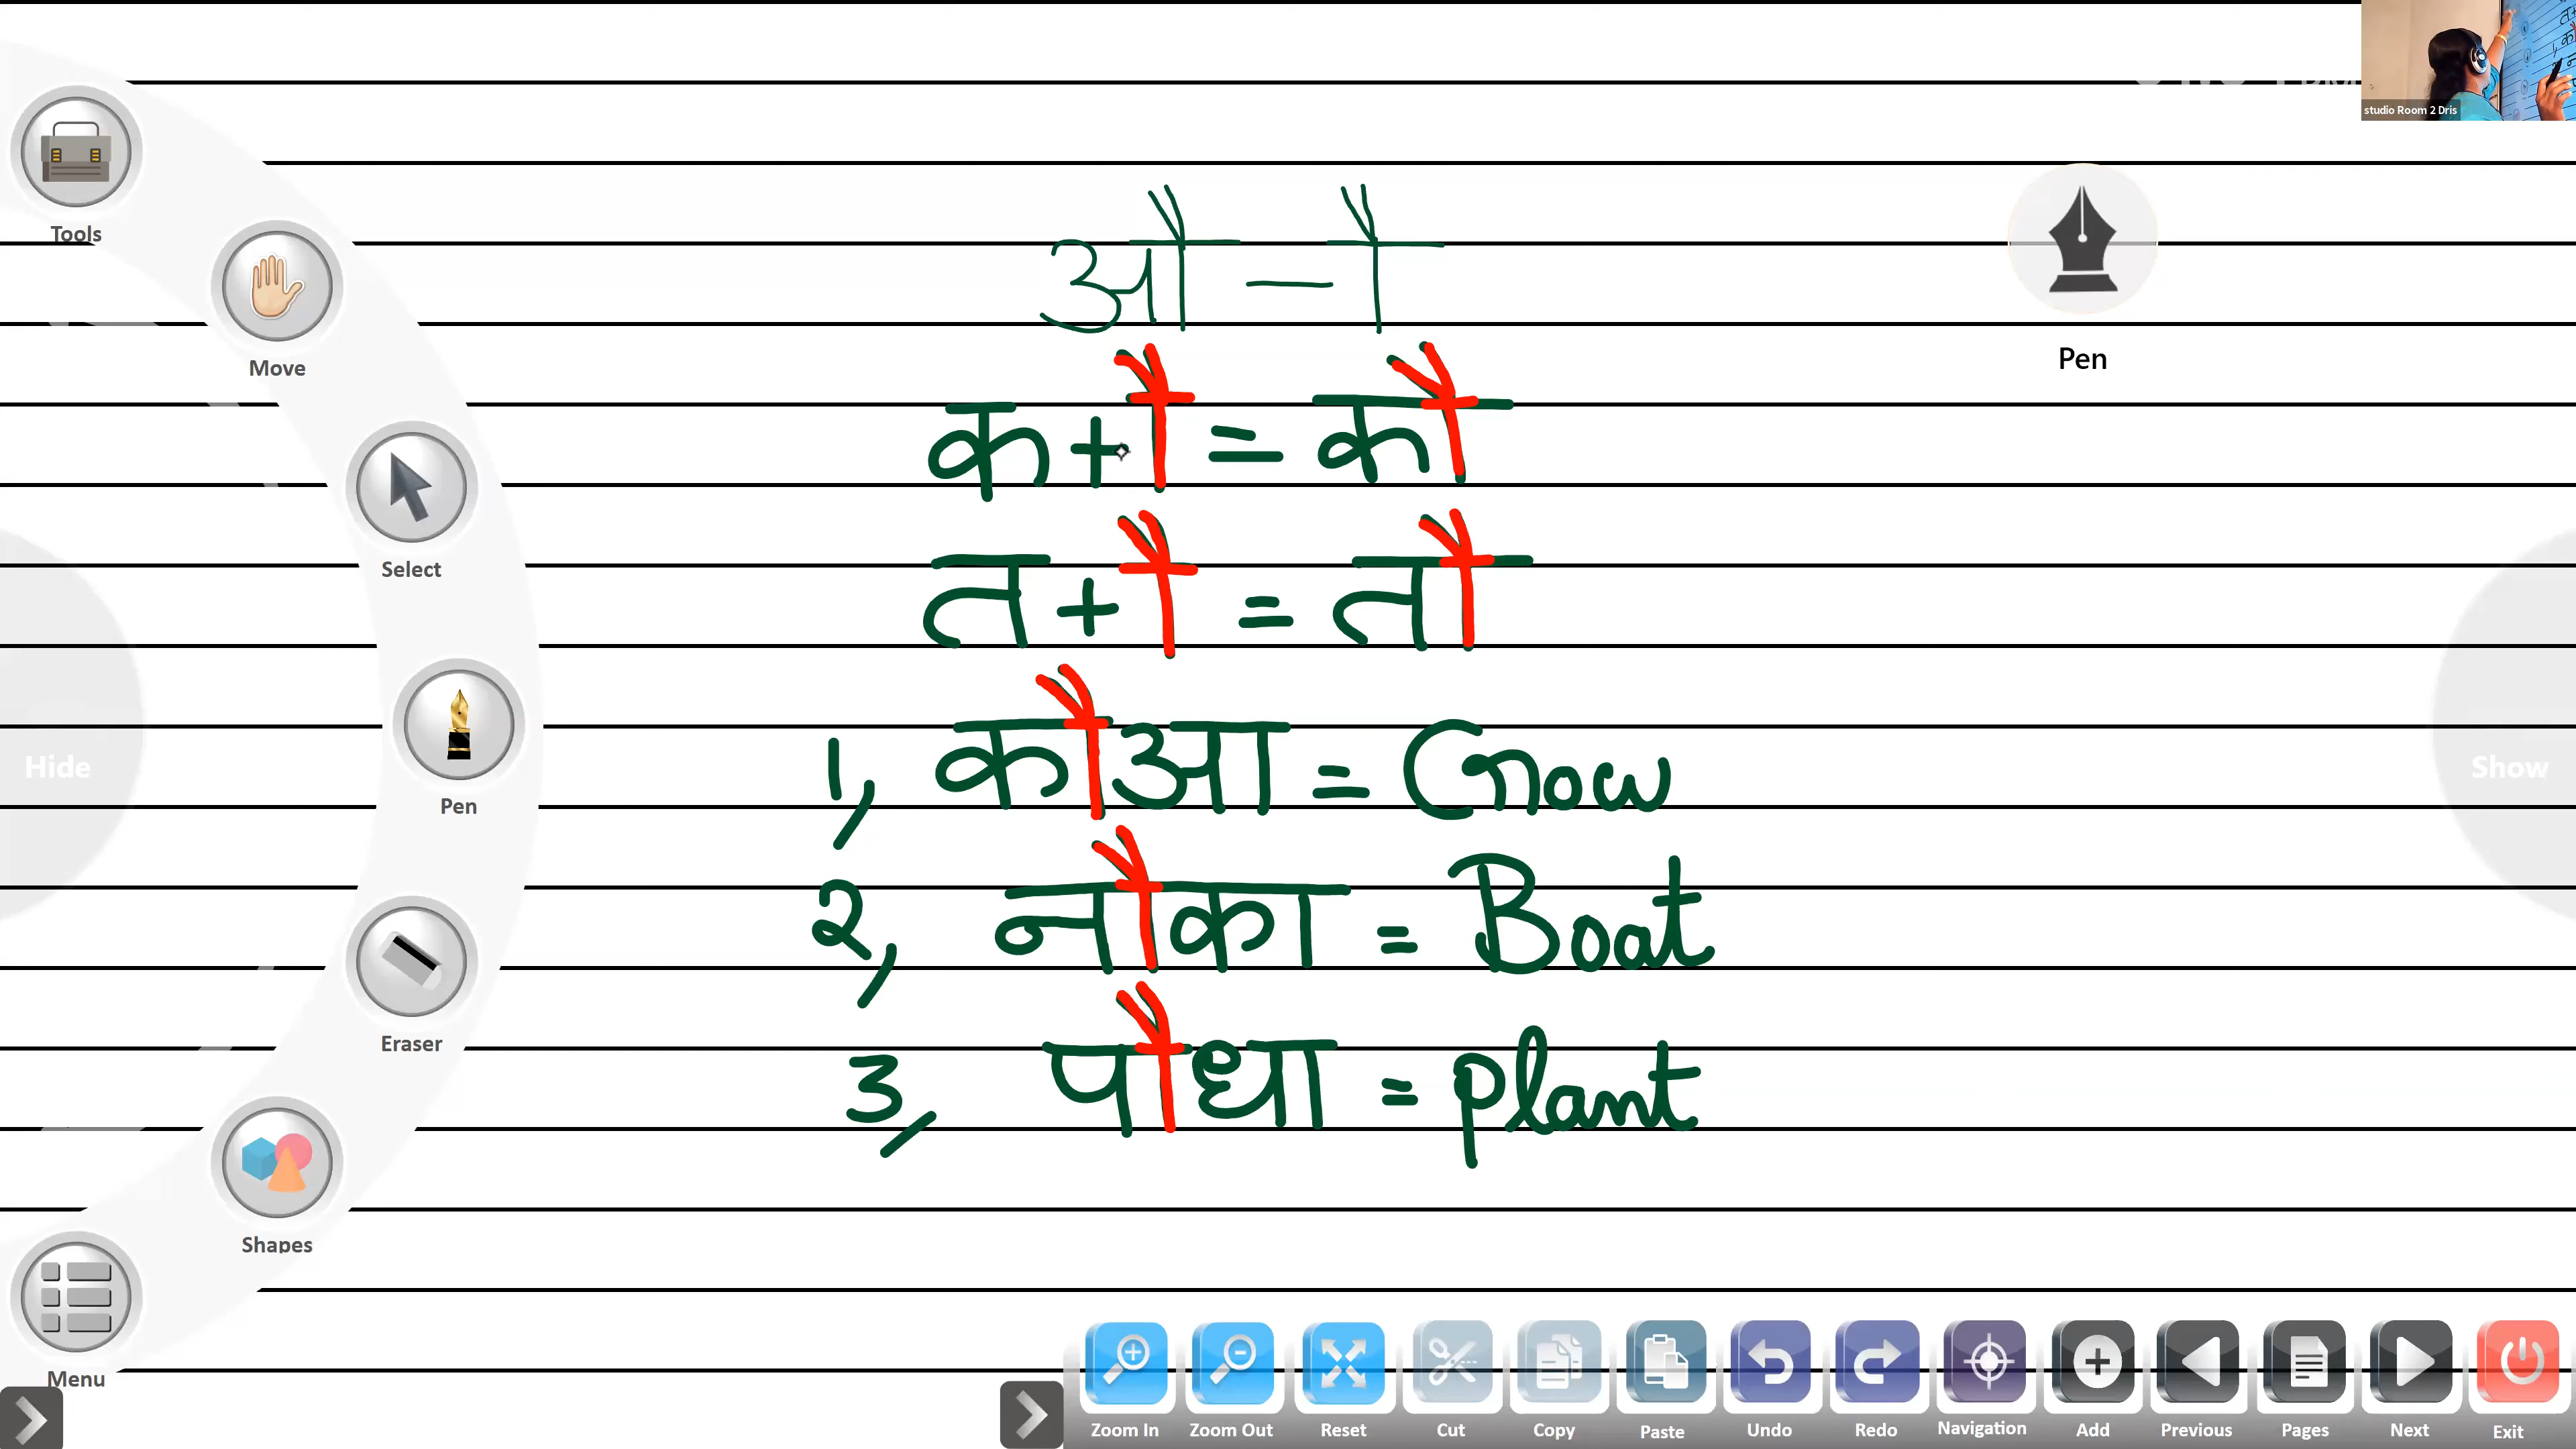 studio Room 2 Dris
Tools
Move
Select
Pen
Eraser
Shapes
Menu
Hide
Show
Pen
औ — ौ
क + ौ = कौ
त + ौ = तौ
1, कौआ = Crow
2, नौका = Boat
3, पौधा = plant
Zoom In Zoom Out Reset Cut Copy Paste Undo Redo Navigation Add Previous Pages Next Exit